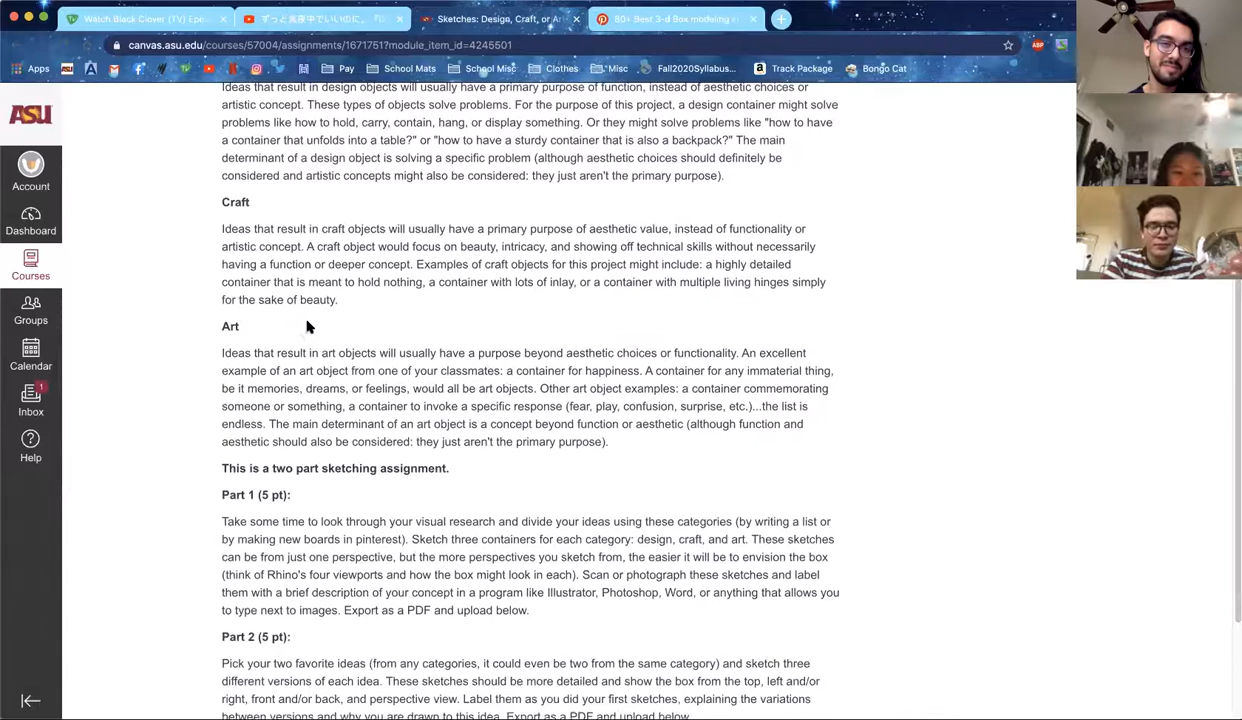 Watch Black Clover (TV) Epo
ずっと真夜中でいいのに。『
Sketches: Design, Craft, or A
80+ Best 3-d Box modeling
canvas.asu.edu/courses/57004/assignments/1671751?module_item_id=4245501
ABP
Apps
Pay
School Mats
School Misc
Clothes
Misc
Fall2020Syllabus...
Track Package
Bongo Cat
ASU
Account
Dashboard
Courses
Groups
Calendar
1
Inbox
Help
Ideas that result in design objects will usually have a primary purpose of function, instead of aesthetic choices or
artistic concept. These types of objects solve problems. For the purpose of this project, a design container might solve
problems like how to hold, carry, contain, hang, or display something. Or they might solve problems like "how to have
a container that unfolds into a table?" or "how to have a sturdy container that is also a backpack?" The main
determinant of a design object is solving a specific problem (although aesthetic choices should definitely be
considered and artistic concepts might also be considered: they just aren't the primary purpose).
Craft
Ideas that result in craft objects will usually have a primary purpose of aesthetic value, instead of functionality or
artistic concept. A craft object would focus on beauty, intricacy, and showing off technical skills without necessarily
having a function or deeper concept. Examples of craft objects for this project might include: a highly detailed
container that is meant to hold nothing, a container with lots of inlay, or a container with multiple living hinges simply
for the sake of beauty.
Art
Ideas that result in art objects will usually have a purpose beyond aesthetic choices or functionality. An excellent
example of an art object from one of your classmates: a container for happiness. A container for any immaterial thing,
be it memories, dreams, or feelings, would all be art objects. Other art object examples: a container commemorating
someone or something, a container to invoke a specific response (fear, play, confusion, surprise, etc.)...the list is
endless. The main determinant of an art object is a concept beyond function or aesthetic (although function and
aesthetic should also be considered: they just aren't the primary purpose).
This is a two part sketching assignment.
Part 1 (5 pt):
Take some time to look through your visual research and divide your ideas using these categories (by writing a list or
by making new boards in pinterest). Sketch three containers for each category: design, craft, and art. These sketches
can be from just one perspective, but the more perspectives you sketch from, the easier it will be to envision the box
(think of Rhino's four viewports and how the box might look in each). Scan or photograph these sketches and label
them with a brief description of your concept in a program like Illustrator, Photoshop, Word, or anything that allows you
to type next to images. Export as a PDF and upload below.
Part 2 (5 pt):
Pick your two favorite ideas (from any categories, it could even be two from the same category) and sketch three
different versions of each idea. These sketches should be more detailed and show the box from the top, left and/or
right, front and/or back, and perspective view. Label them as you did your first sketches, explaining the variations
between versions and why you are drawn to this idea. Export as a PDF and upload below.